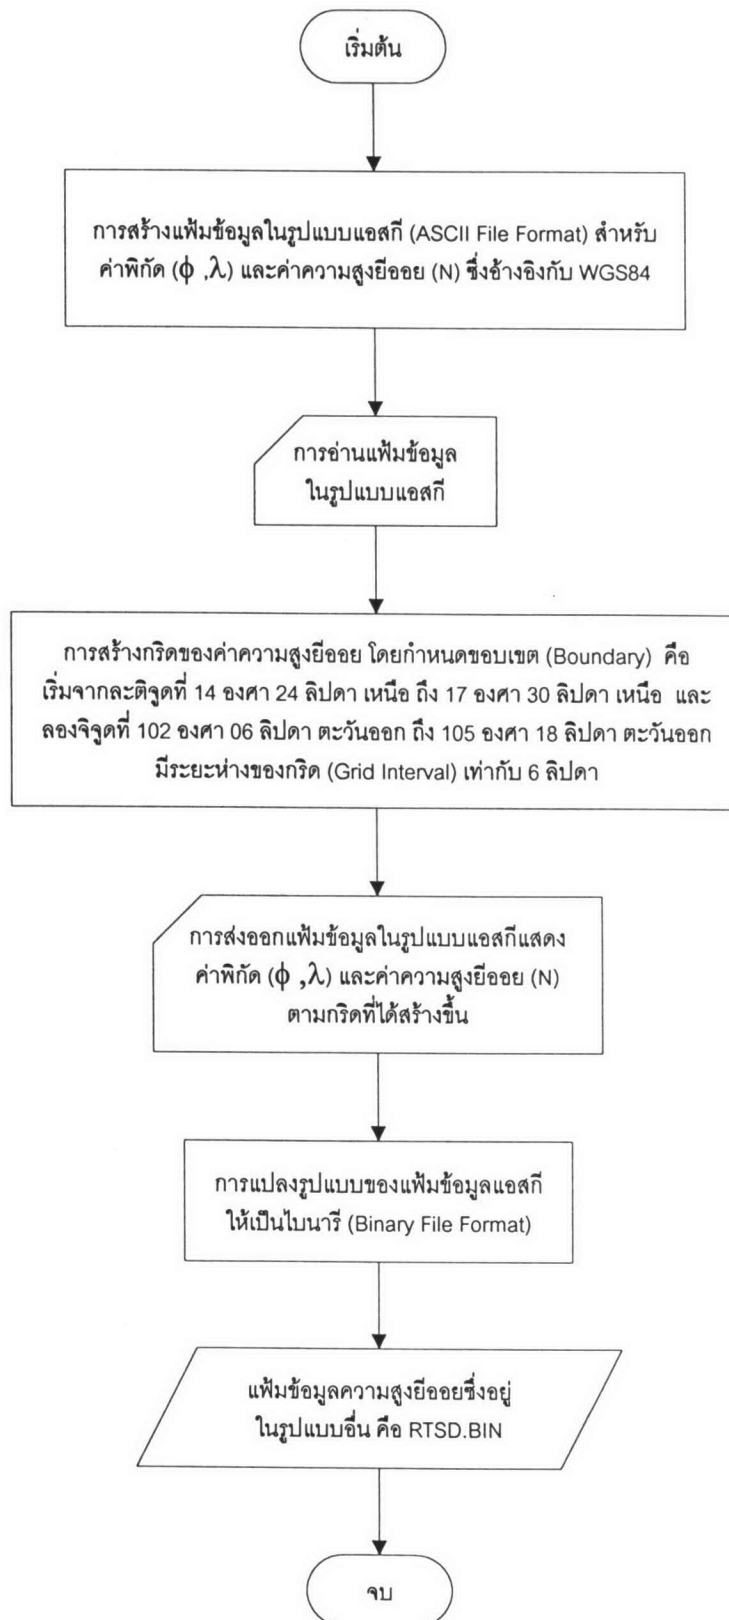 เริ่มต้น
การสร้างแฟ้มข้อมูลในรูปแบบแอสกี (ASCII File Format) สำหรับ
ค่าพิกัด (ϕ ,λ) และค่าความสูงยีออย (N) ซึ่งอ้างอิงกับ WGS84
การอ่านแฟ้มข้อมูล
ในรูปแบบแอสกี
การสร้างกริดของค่าความสูงยีออย โดยกำหนดขอบเขต (Boundary) คือ
เริ่มจากละติจูดที่ 14 องศา 24 ลิปดา เหนือ ถึง 17 องศา 30 ลิปดา เหนือ และ
ลองจิจูดที่ 102 องศา 06 ลิปดา ตะวันออก ถึง 105 องศา 18 ลิปดา ตะวันออก
มีระยะห่างของกริด (Grid Interval) เท่ากับ 6 ลิปดา
การส่งออกแฟ้มข้อมูลในรูปแบบแอสกีแสดง
ค่าพิกัด (ϕ ,λ) และค่าความสูงยีออย (N)
ตามกริดที่ได้สร้างขึ้น
การแปลงรูปแบบของแฟ้มข้อมูลแอสกี
ให้เป็นไบนารี (Binary File Format)
แฟ้มข้อมูลความสูงยีออยซึ่งอยู่
ในรูปแบบอื่น คือ RTSD.BIN
จบ